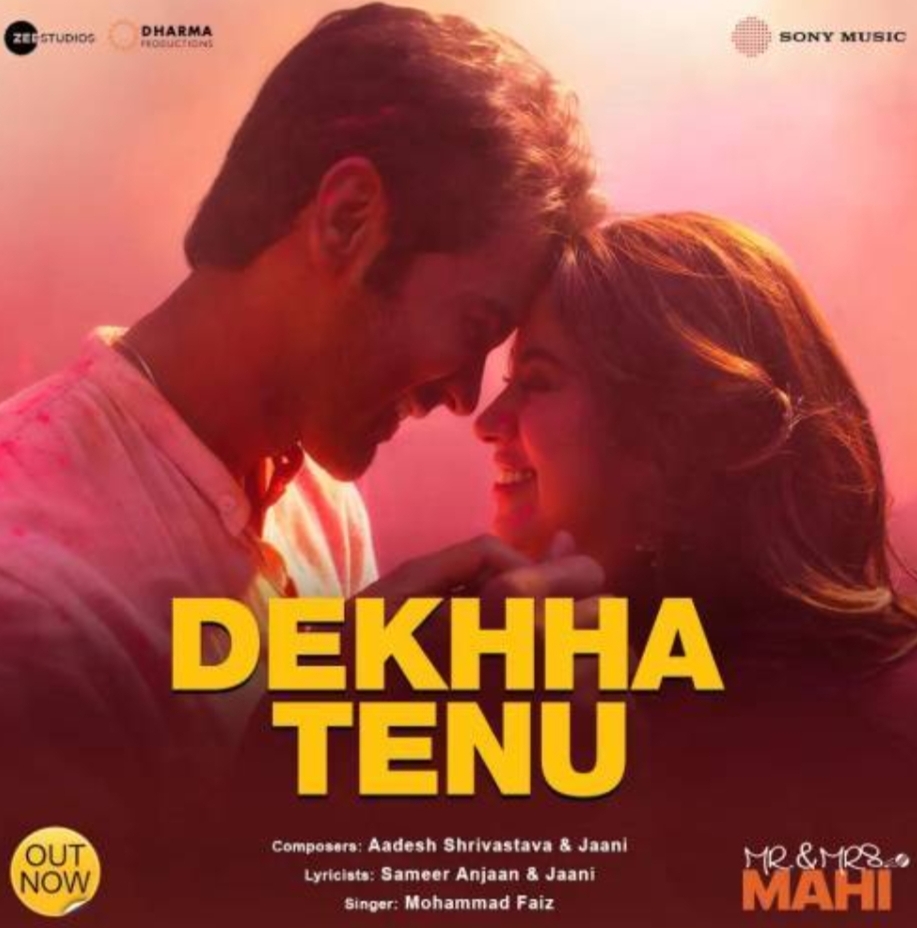 ZEE STUDIOS
DHARMA
PRODUCTIONS
SONY MUSIC
DEKHHA
TENU
Composers: Aadesh Shrivastava & Jaani
Lyricists: Sameer Anjaan & Jaani
Singer: Mohammad Faiz
OUT
NOW
MR. & MRS.
MAHI